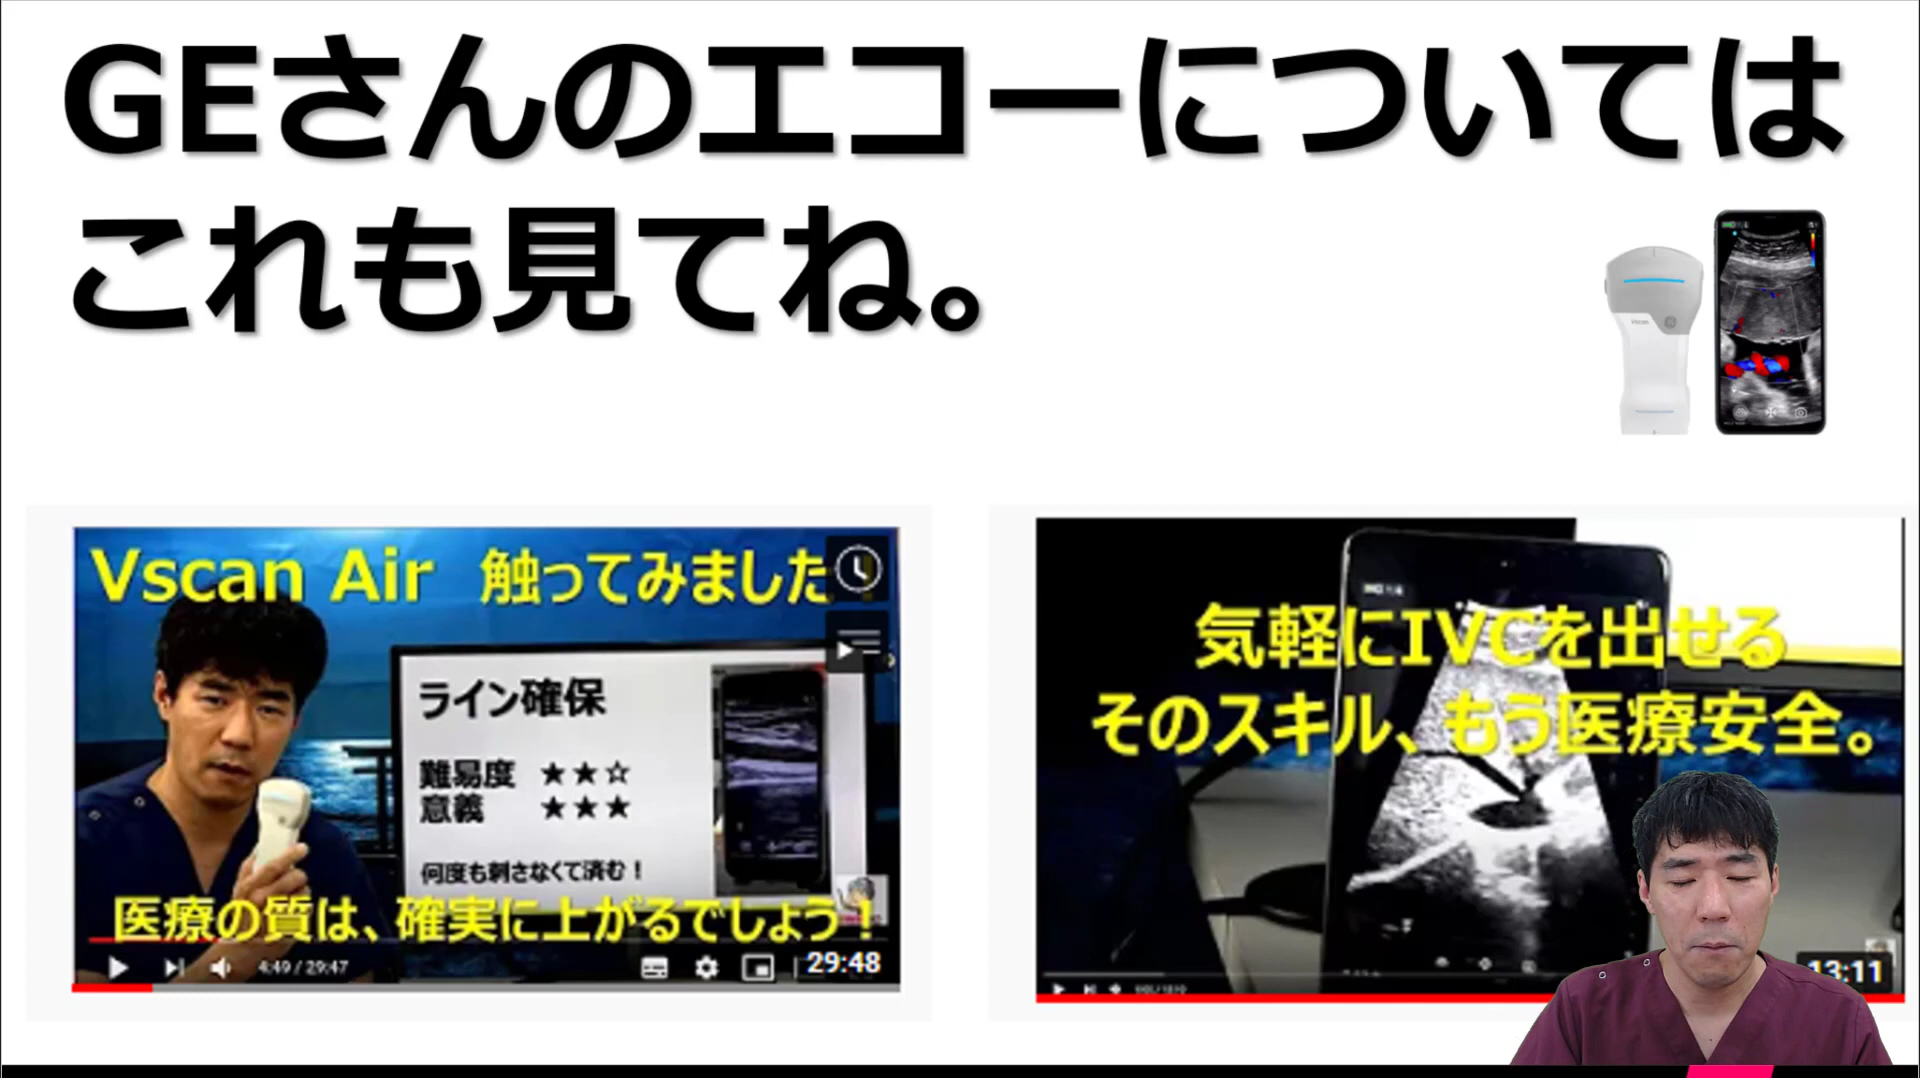 GEさんのエコーについては
これも見てね。
Vscan
Vscan Air 触ってみました
ライン確保
難易度 ★★☆
意義 ★★★
何度も刺さなくて済む！
医療の質は、確実に上がるでしょう！
4:49 / 29:47
29:48
気軽にIVCを出せる
そのスキル、もう医療安全。
13:11